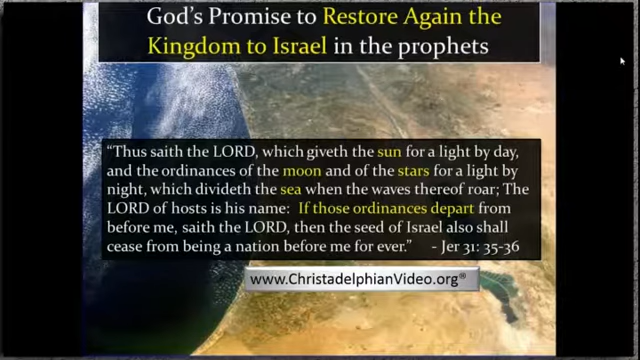 God's Promise to Restore Again the
Kingdom to Israel in the prophets
“Thus saith the LORD, which giveth the sun for a light by day,
and the ordinances of the moon and of the stars for a light by
night, which divideth the sea when the waves thereof roar; The
LORD of hosts is his name: If those ordinances depart from
before me, saith the LORD, then the seed of Israel also shall
cease from being a nation before me for ever.” - Jer 31: 35-36
www.ChristadelphianVideo.org®